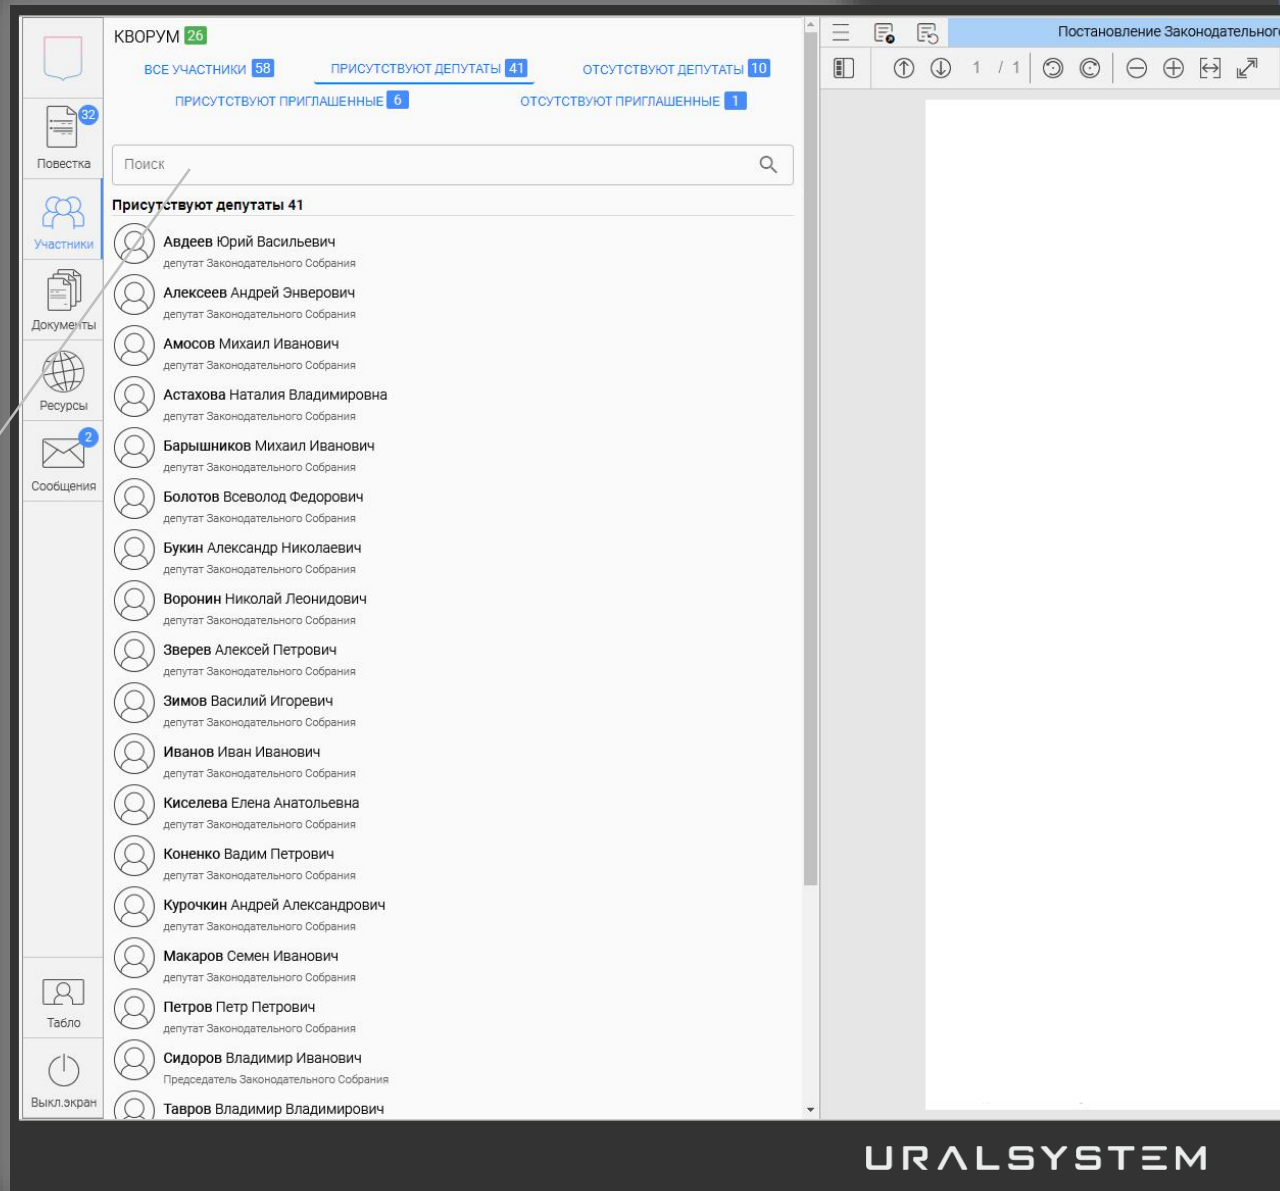 КВОРУМ 26
ВСЕ УЧАСТНИКИ 58 ПРИСУТСТВУЮТ ДЕПУТАТЫ 41 ОТСУТСТВУЮТ ДЕПУТАТЫ 10
ПРИСУТСТВУЮТ ПРИГЛАШЕННЫЕ 6 ОТСУТСТВУЮТ ПРИГЛАШЕННЫЕ 1
32
Повестка
Участники
Документы
Ресурсы
2
Сообщения
Табло
Выкл.экран
Поиск
Присутствуют депутаты 41
Авдеев Юрий Васильевич
депутат Законодательного Собрания
Алексеев Андрей Энверович
депутат Законодательного Собрания
Амосов Михаил Иванович
депутат Законодательного Собрания
Астахова Наталия Владимировна
депутат Законодательного Собрания
Барышников Михаил Иванович
депутат Законодательного Собрания
Болотов Всеволод Федорович
депутат Законодательного Собрания
Букин Александр Николаевич
депутат Законодательного Собрания
Воронин Николай Леонидович
депутат Законодательного Собрания
Зверев Алексей Петрович
депутат Законодательного Собрания
Зимов Василий Игоревич
депутат Законодательного Собрания
Иванов Иван Иванович
депутат Законодательного Собрания
Киселева Елена Анатольевна
депутат Законодательного Собрания
Коненко Вадим Петрович
депутат Законодательного Собрания
Курочкин Андрей Александрович
депутат Законодательного Собрания
Макаров Семен Иванович
депутат Законодательного Собрания
Петров Петр Петрович
депутат Законодательного Собрания
Сидоров Владимир Иванович
Председатель Законодательного Собрания
Тавров Владимир Владимирович
Постановление Законодательного
1 / 1
URALSYSTEM